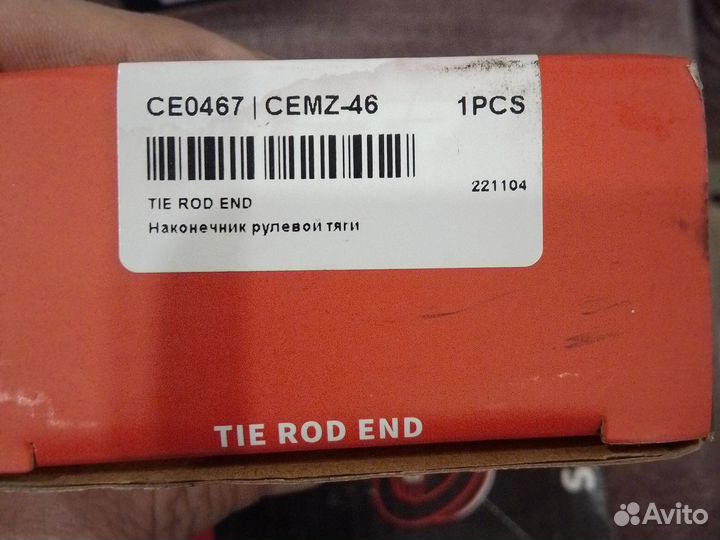 CE0467 | CEMZ-46 1PCS
221104
TIE ROD END
Наконечник рулевой тяги
TIE ROD END
S
Avito